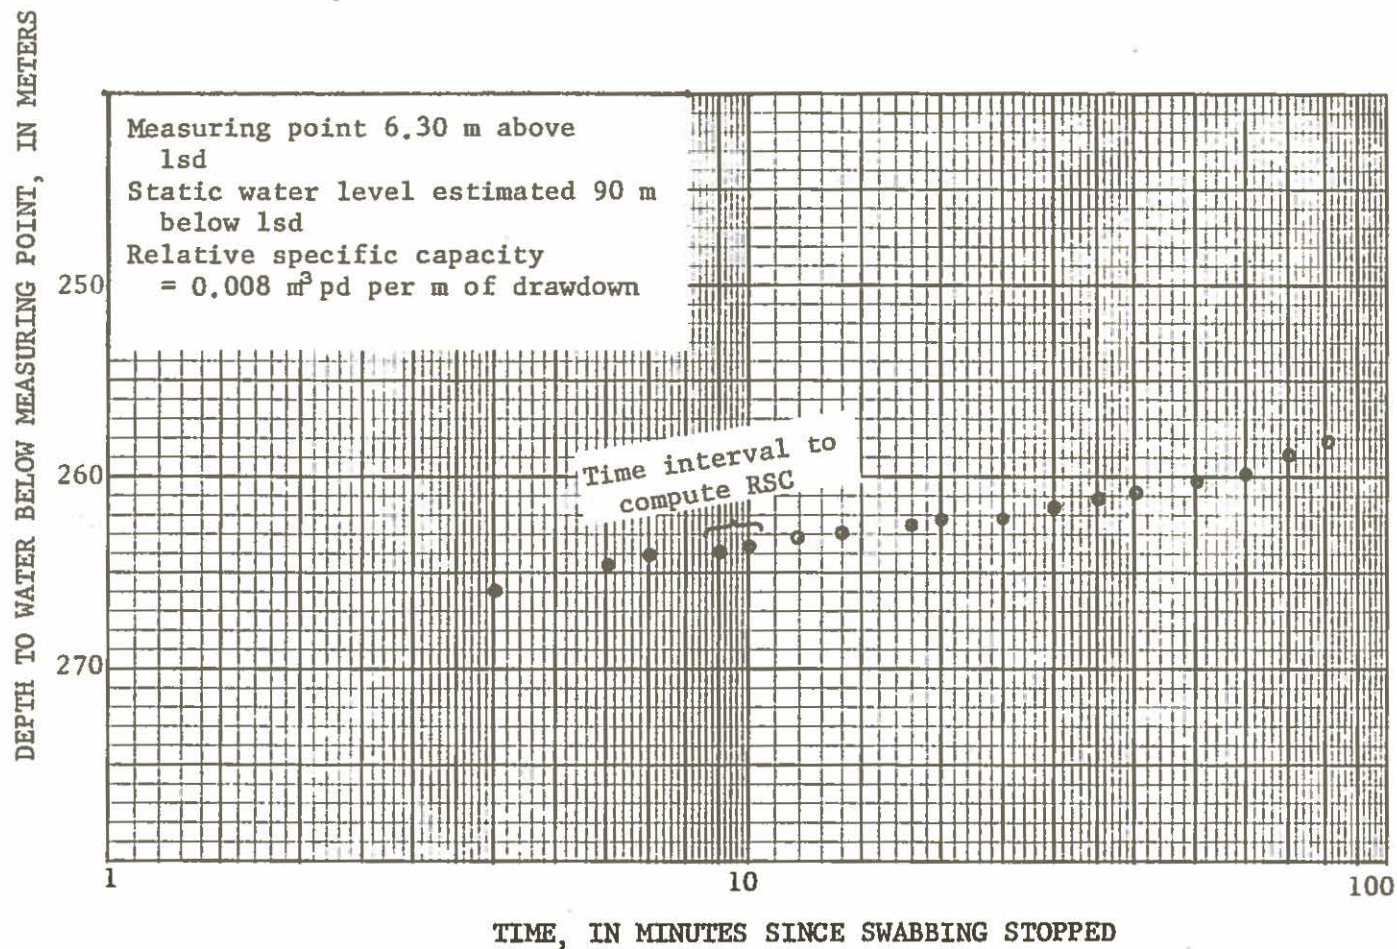 DEPTH TO WATER BELOW MEASURING POINT, IN METERS
Measuring point 6.30 m above
lsd
Static water level estimated 90 m
below lsd
Relative specific capacity
= 0.008 m³pd per m of drawdown
250
260
270
Time interval to
compute RSC
1
10
100
TIME, IN MINUTES SINCE SWABBING STOPPED